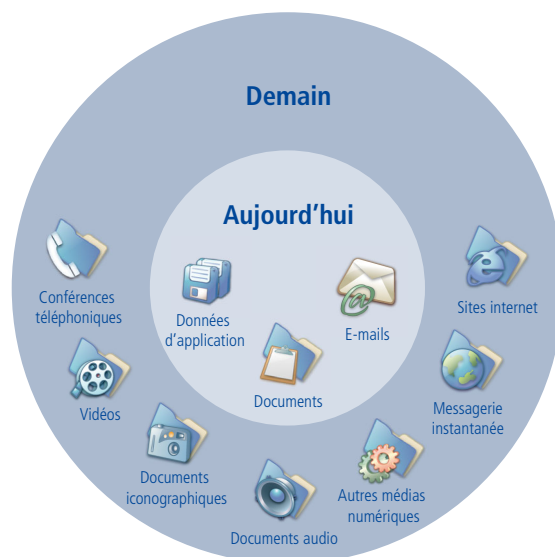 Demain
Aujourd'hui
Conférences
téléphoniques
Données
d'application
E-mails
Sites internet
Vidéos
Documents
Messagerie
instantanée
Documents
iconographiques
Autres médias
numériques
Documents audio